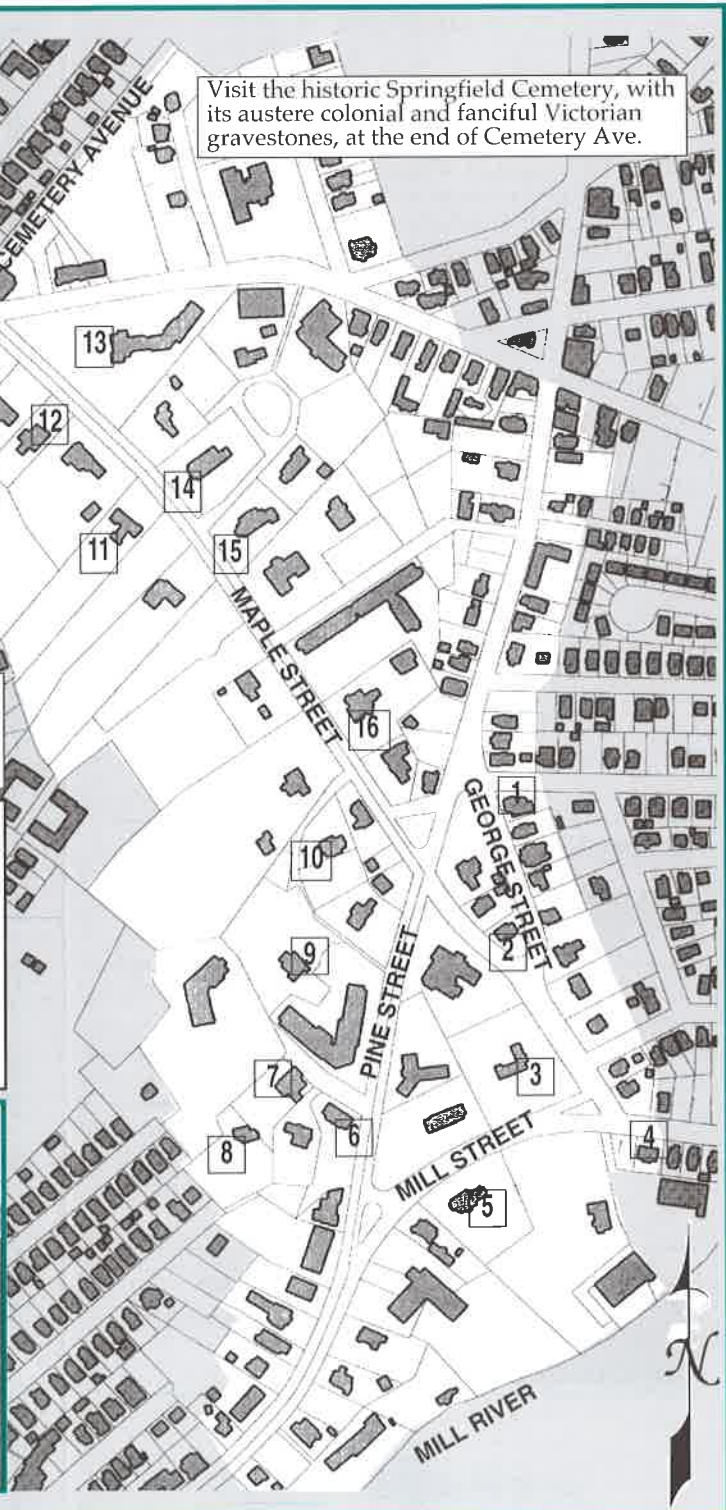 Visit the historic Springfield Cemetery, with
its austere colonial and fanciful Victorian
gravestones, at the end of Cemetery Ave.
CEMETERY AVENUE
13
12
14
11
15
MAPLE STREET
16
1
GEORGE STREET
10
2
9
PINE STREET
7
3
6
8
4
MILL STREET
5
N
MILL RIVER